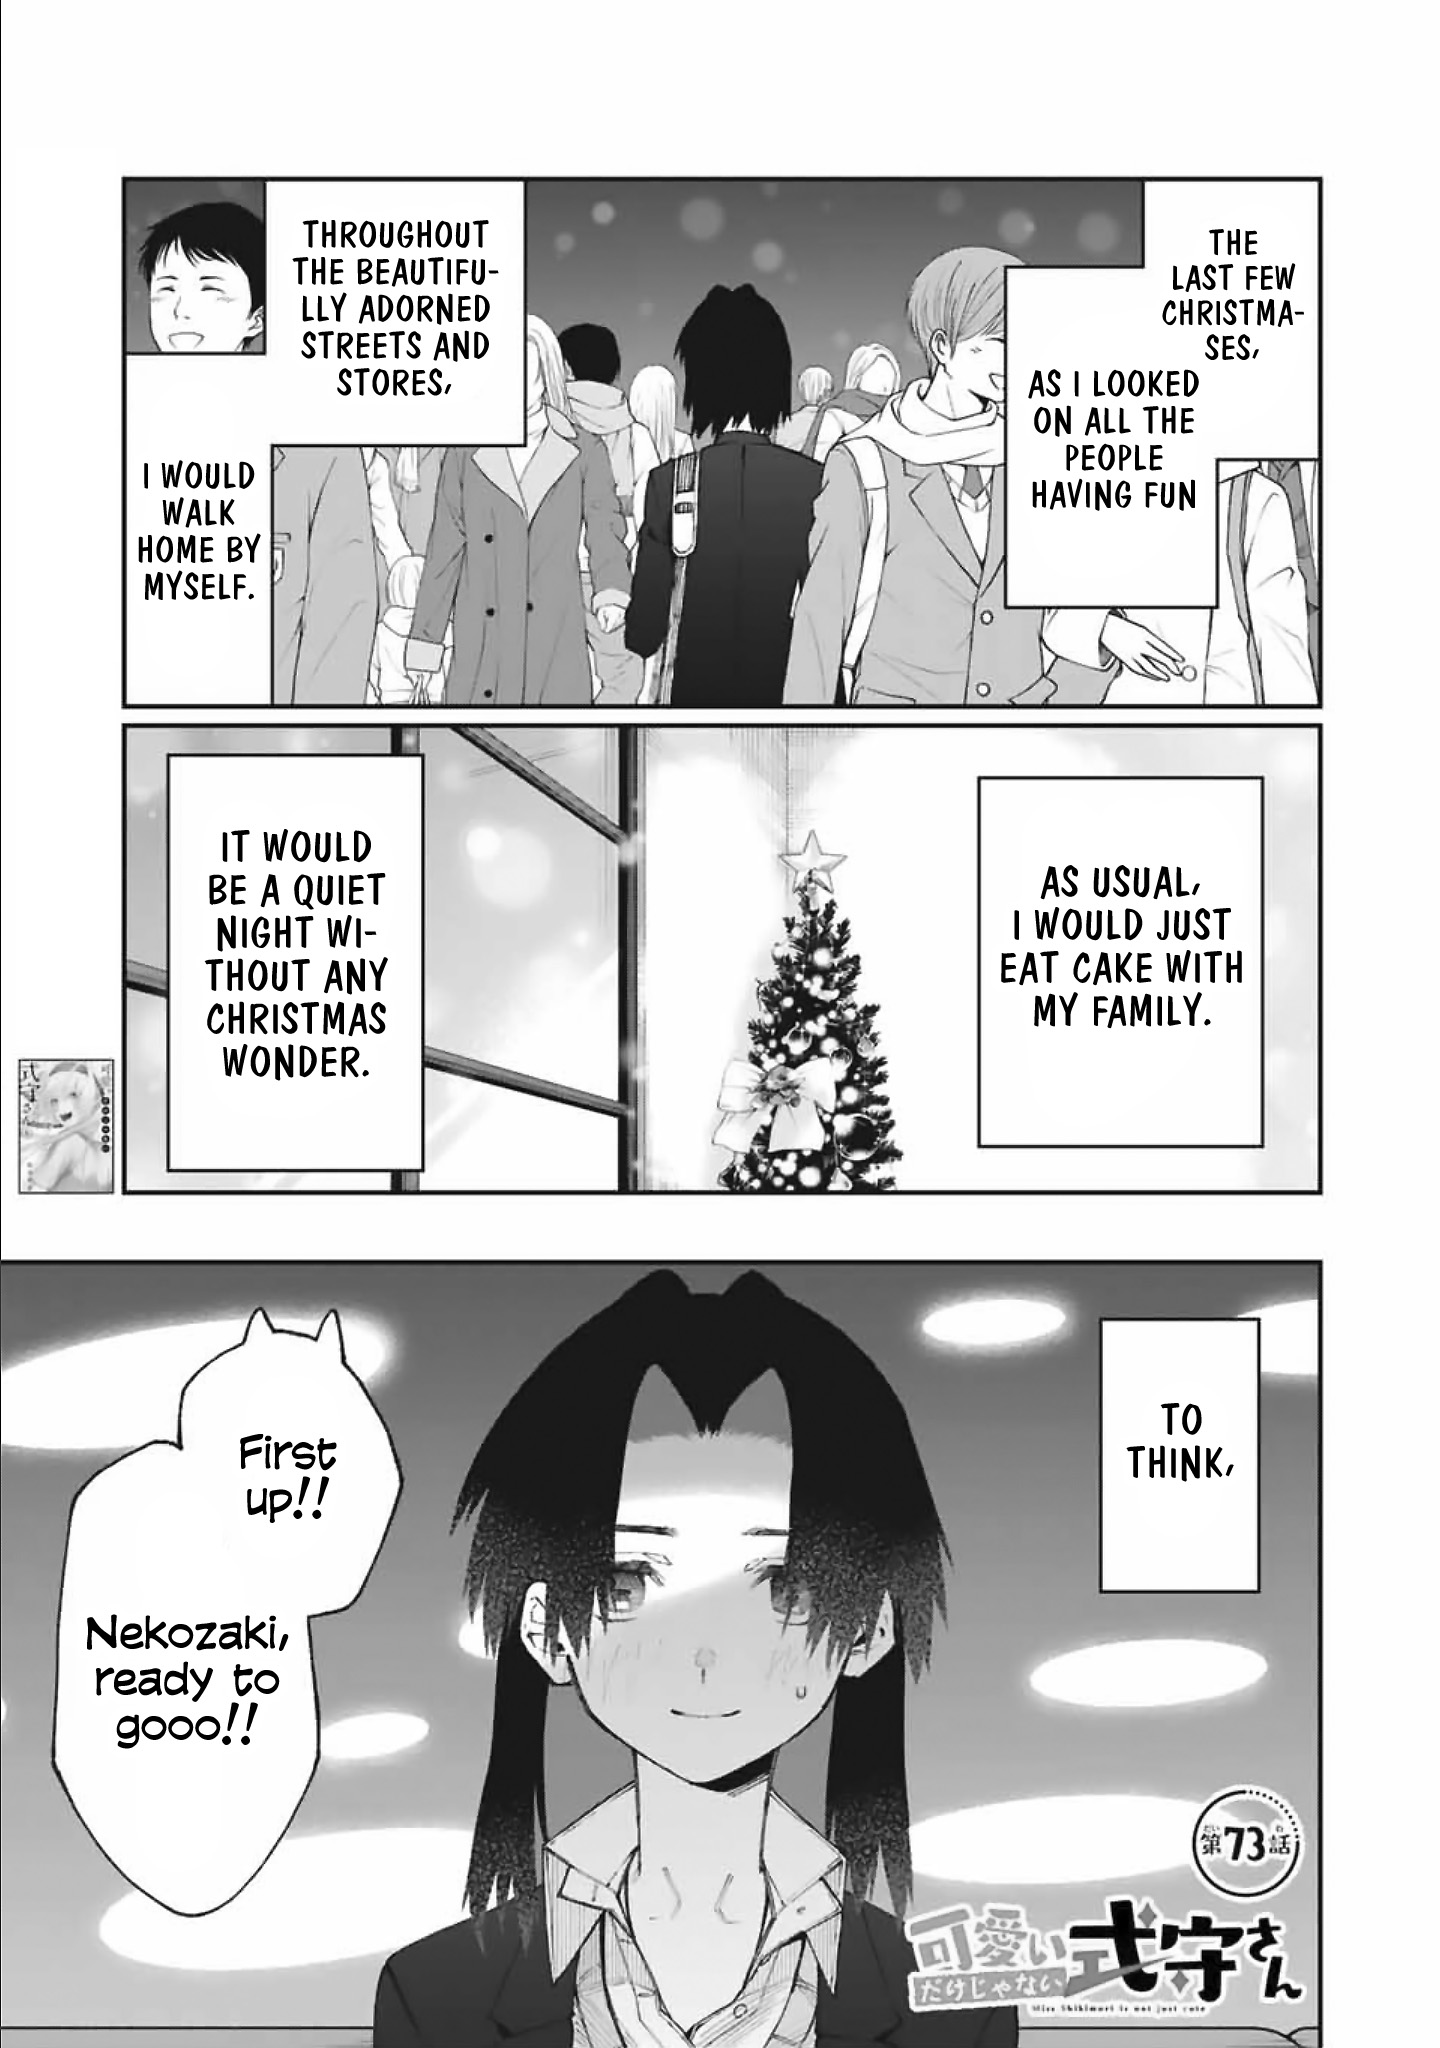 THE
LAST FEW
CHRISTMA-
SES,
AS I LOOKED
ON ALL THE
PEOPLE
HAVING FUN
THROUGHOUT
THE BEAUTIFU-
LLY ADORNED
STREETS AND
STORES,
I WOULD
WALK
HOME BY
MYSELF.
AS USUAL,
I WOULD JUST
EAT CAKE WITH
MY FAMILY.
IT WOULD
BE A QUIET
NIGHT WI-
THOUT ANY
CHRISTMAS
WONDER.
TO
THINK,
First
up!!
Nekozaki,
ready to
gooo!!
第73話
可愛い
だけじゃない
式守さん
Miss Shikimori is not just cute